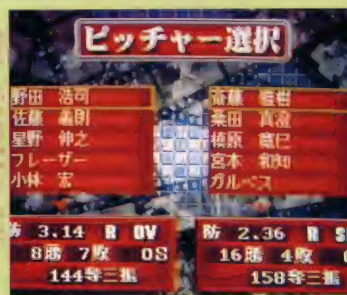 ピッチャー選択
野田 浩司
佐藤 義則
星野 伸之
フレーザー
小林 宏
斎藤 雅樹
桑田 真澄
槙原 寛己
宮本 和知
ガルベス
防 3.14 R OV
8勝 7敗 0S
144奪三振
防 2.36 R
16勝 4敗
158奪三振